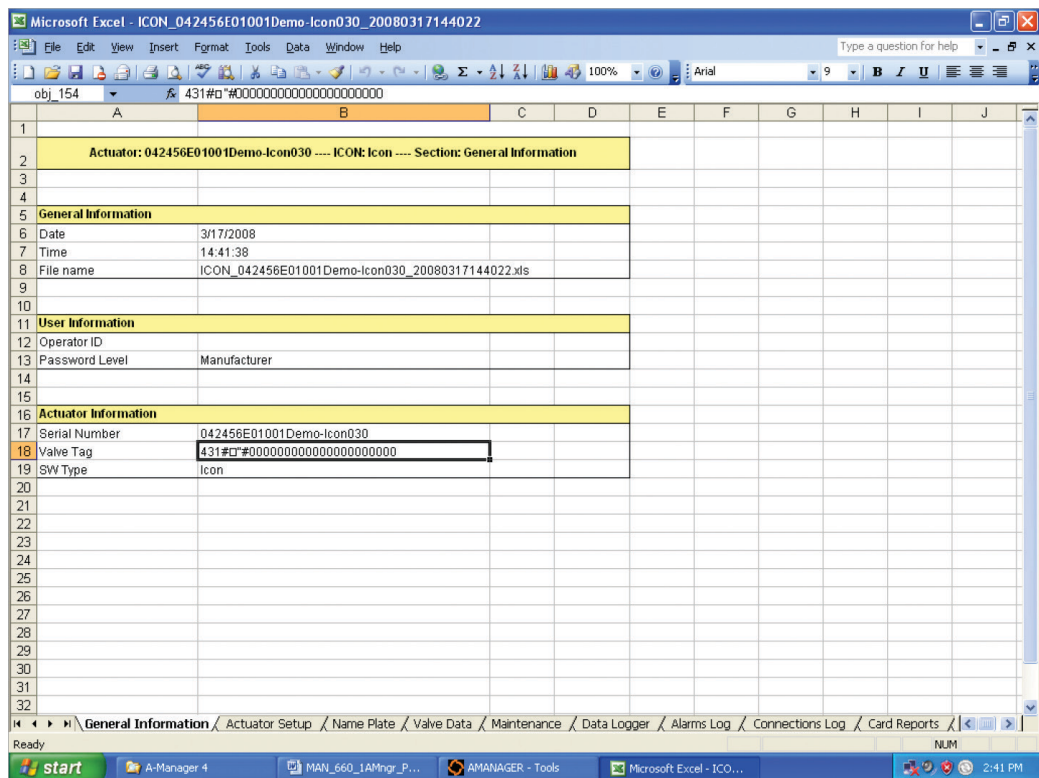 Microsoft Excel - ICON_042456E01001Demo-Icon030_20080317144022
File Edit View Insert Format Tools Data Window Help Type a question for help
100% Arial 9 B I U
obj_154 fx 431#□"#000000000000000000000
A B C D E F G H I J
1
2 Actuator: 042456E01001Demo-Icon030 ---- ICON: Icon ---- Section: General Information
3
4
5 General Information
6 Date 3/17/2008
7 Time 14:41:38
8 File name ICON_042456E01001Demo-Icon030_20080317144022.xls
9
10
11 User Information
12 Operator ID
13 Password Level Manufacturer
14
15
16 Actuator Information
17 Serial Number 042456E01001Demo-Icon030
18 Valve Tag 431#□"#000000000000000000000
19 SW Type Icon
20
21
22
23
24
25
26
27
28
29
30
31
32
General Information Actuator Setup Name Plate Valve Data Maintenance Data Logger Alarms Log Connections Log Card Reports
Ready NUM
start A-Manager 4 MAN_660_1AMngr_P... AMANAGER - Tools Microsoft Excel - ICO... 2:41 PM